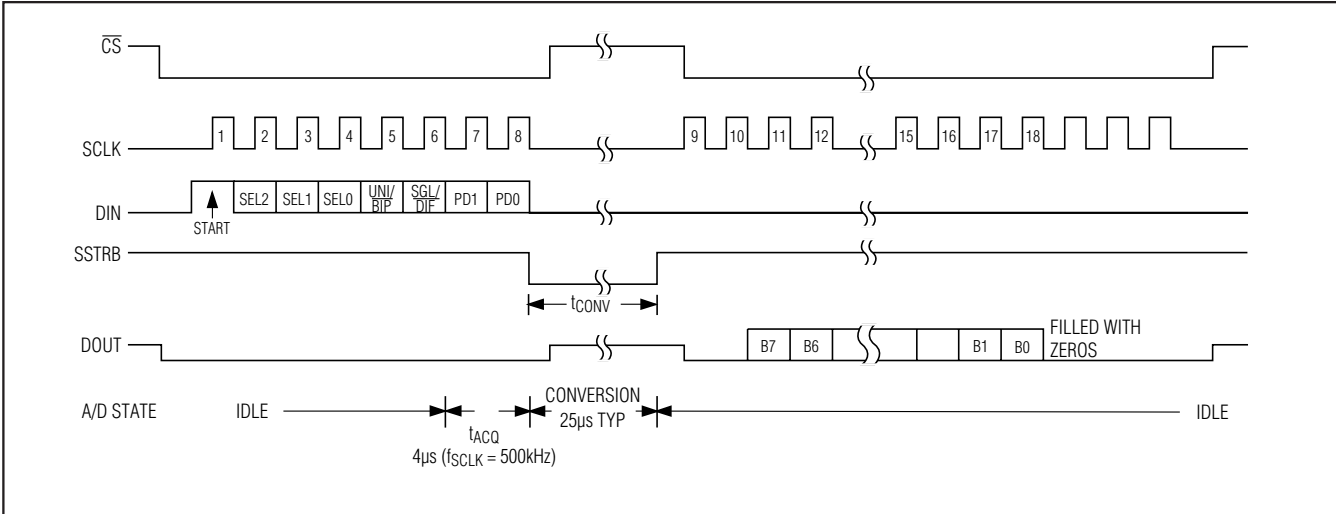 CS
SCLK
1 2 3 4 5 6 7 8 9 10 11 12 15 16 17 18
DIN
START
SEL2 SEL1 SEL0 UNI/BIP SGL/DIF PD1 PD0
SSTRB
tCONV
DOUT
B7 B6 B1 B0
FILLED WITH
ZEROS
A/D STATE
IDLE
tACQ
4µs (fSCLK = 500kHz)
CONVERSION
25µs TYP
IDLE